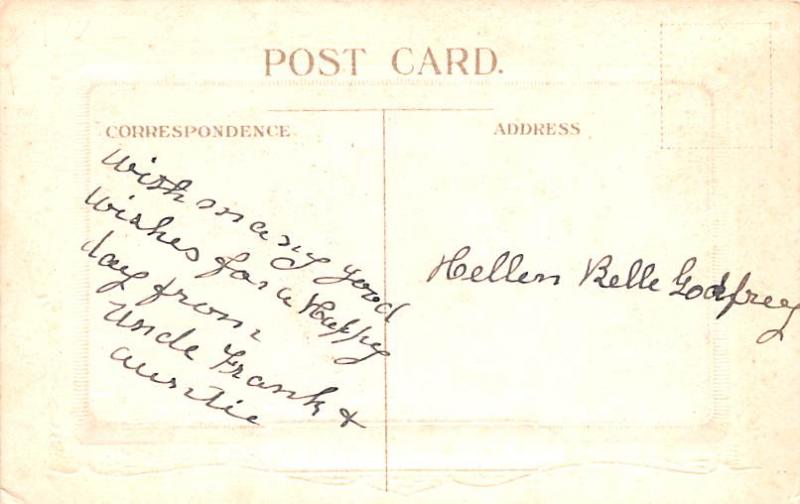 POST CARD.
CORRESPONDENCE
ADDRESS
With many good
wishes for a Happy
day from
Uncle Frank &
Auntie
Hellen Belle Godfrey